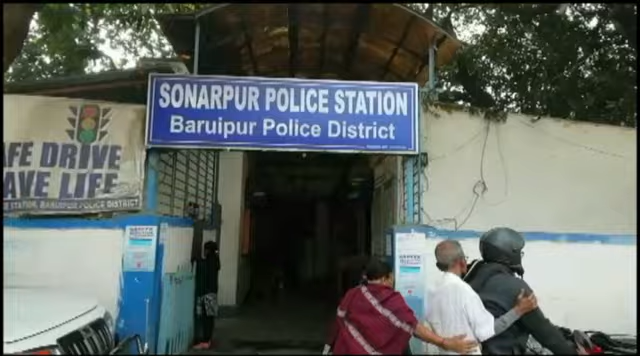 SONARPUR POLICE STATION
Baruipur Police District
AFE DRIVE
AVE LIFE
STATION, BARUIPUR POLICE DISTRICT